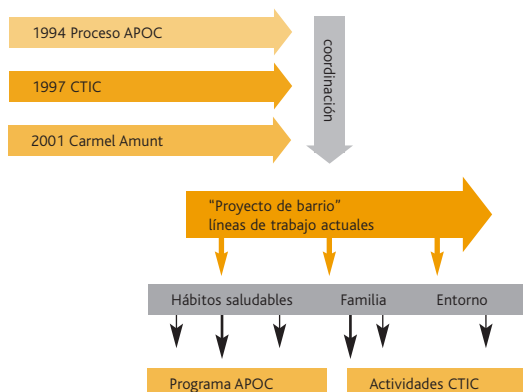 1994 Proceso APOC
1997 CTIC
2001 Carmel Amunt
coordinación
“Proyecto de barrio”
líneas de trabajo actuales
Hábitos saludables
Familia
Entorno
Programa APOC
Actividades CTIC